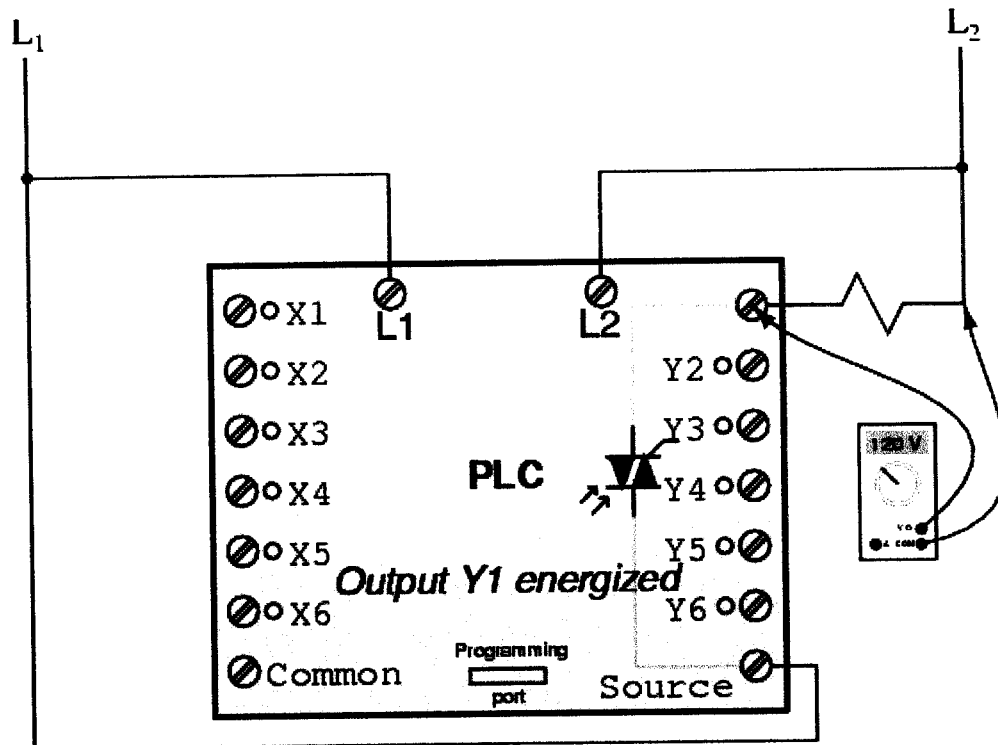 L1
L2
X1
L1
L2
X2
Y2
X3
Y3
120 V
PLC
X4
Y4
X5
Y5
V Ω
A COM
Output Y1 energized
X6
Y6
Programming
port
Common
Source